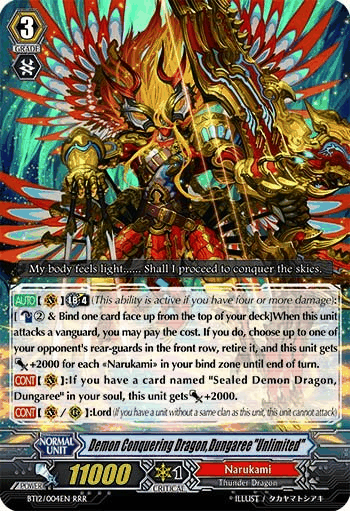 3
GRADE
My body feels light...... Shall I proceed to conquer the skies.
AUTO [ ] LB 4 (This ability is active if you have four or more damage):
[ ② & Bind one card face up from the top of your deck]When this unit
attacks a vanguard, you may pay the cost. If you do, choose up to one of
your opponent's rear-guards in the front row, retire it, and this unit gets
+2000 for each «Narukami» in your bind zone until end of turn.
CONT [ ]:If you have a card named "Sealed Demon Dragon,
Dungaree" in your soul, this unit gets +2000.
CONT [ / ]:Lord (If you have a unit without a same clan as this unit, this unit cannot attack)
NORMAL UNIT
Demon Conquering Dragon, Dungaree "Unlimited"
POWER 11000
1
CRITICAL
Narukami
Thunder Dragon
BT12/004EN RRR
ILLUST / タカヤマトシアキ